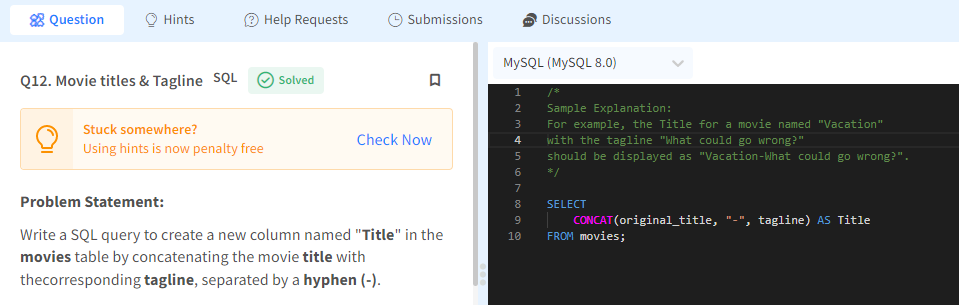 Question Hints Help Requests Submissions Discussions
Q12. Movie titles & Tagline SQL Solved
Stuck somewhere?
Using hints is now penalty free
Check Now
Problem Statement:
Write a SQL query to create a new column named "Title" in the
movies table by concatenating the movie title with
thecorresponding tagline, separated by a hyphen (-).
MySQL (MySQL 8.0)
1 /*
2 Sample Explanation:
3 For example, the Title for a movie named "Vacation"
4 with the tagline "What could go wrong?"
5 should be displayed as "Vacation-What could go wrong?".
6 */
7
8 SELECT
9 CONCAT(original_title, "-", tagline) AS Title
10 FROM movies;